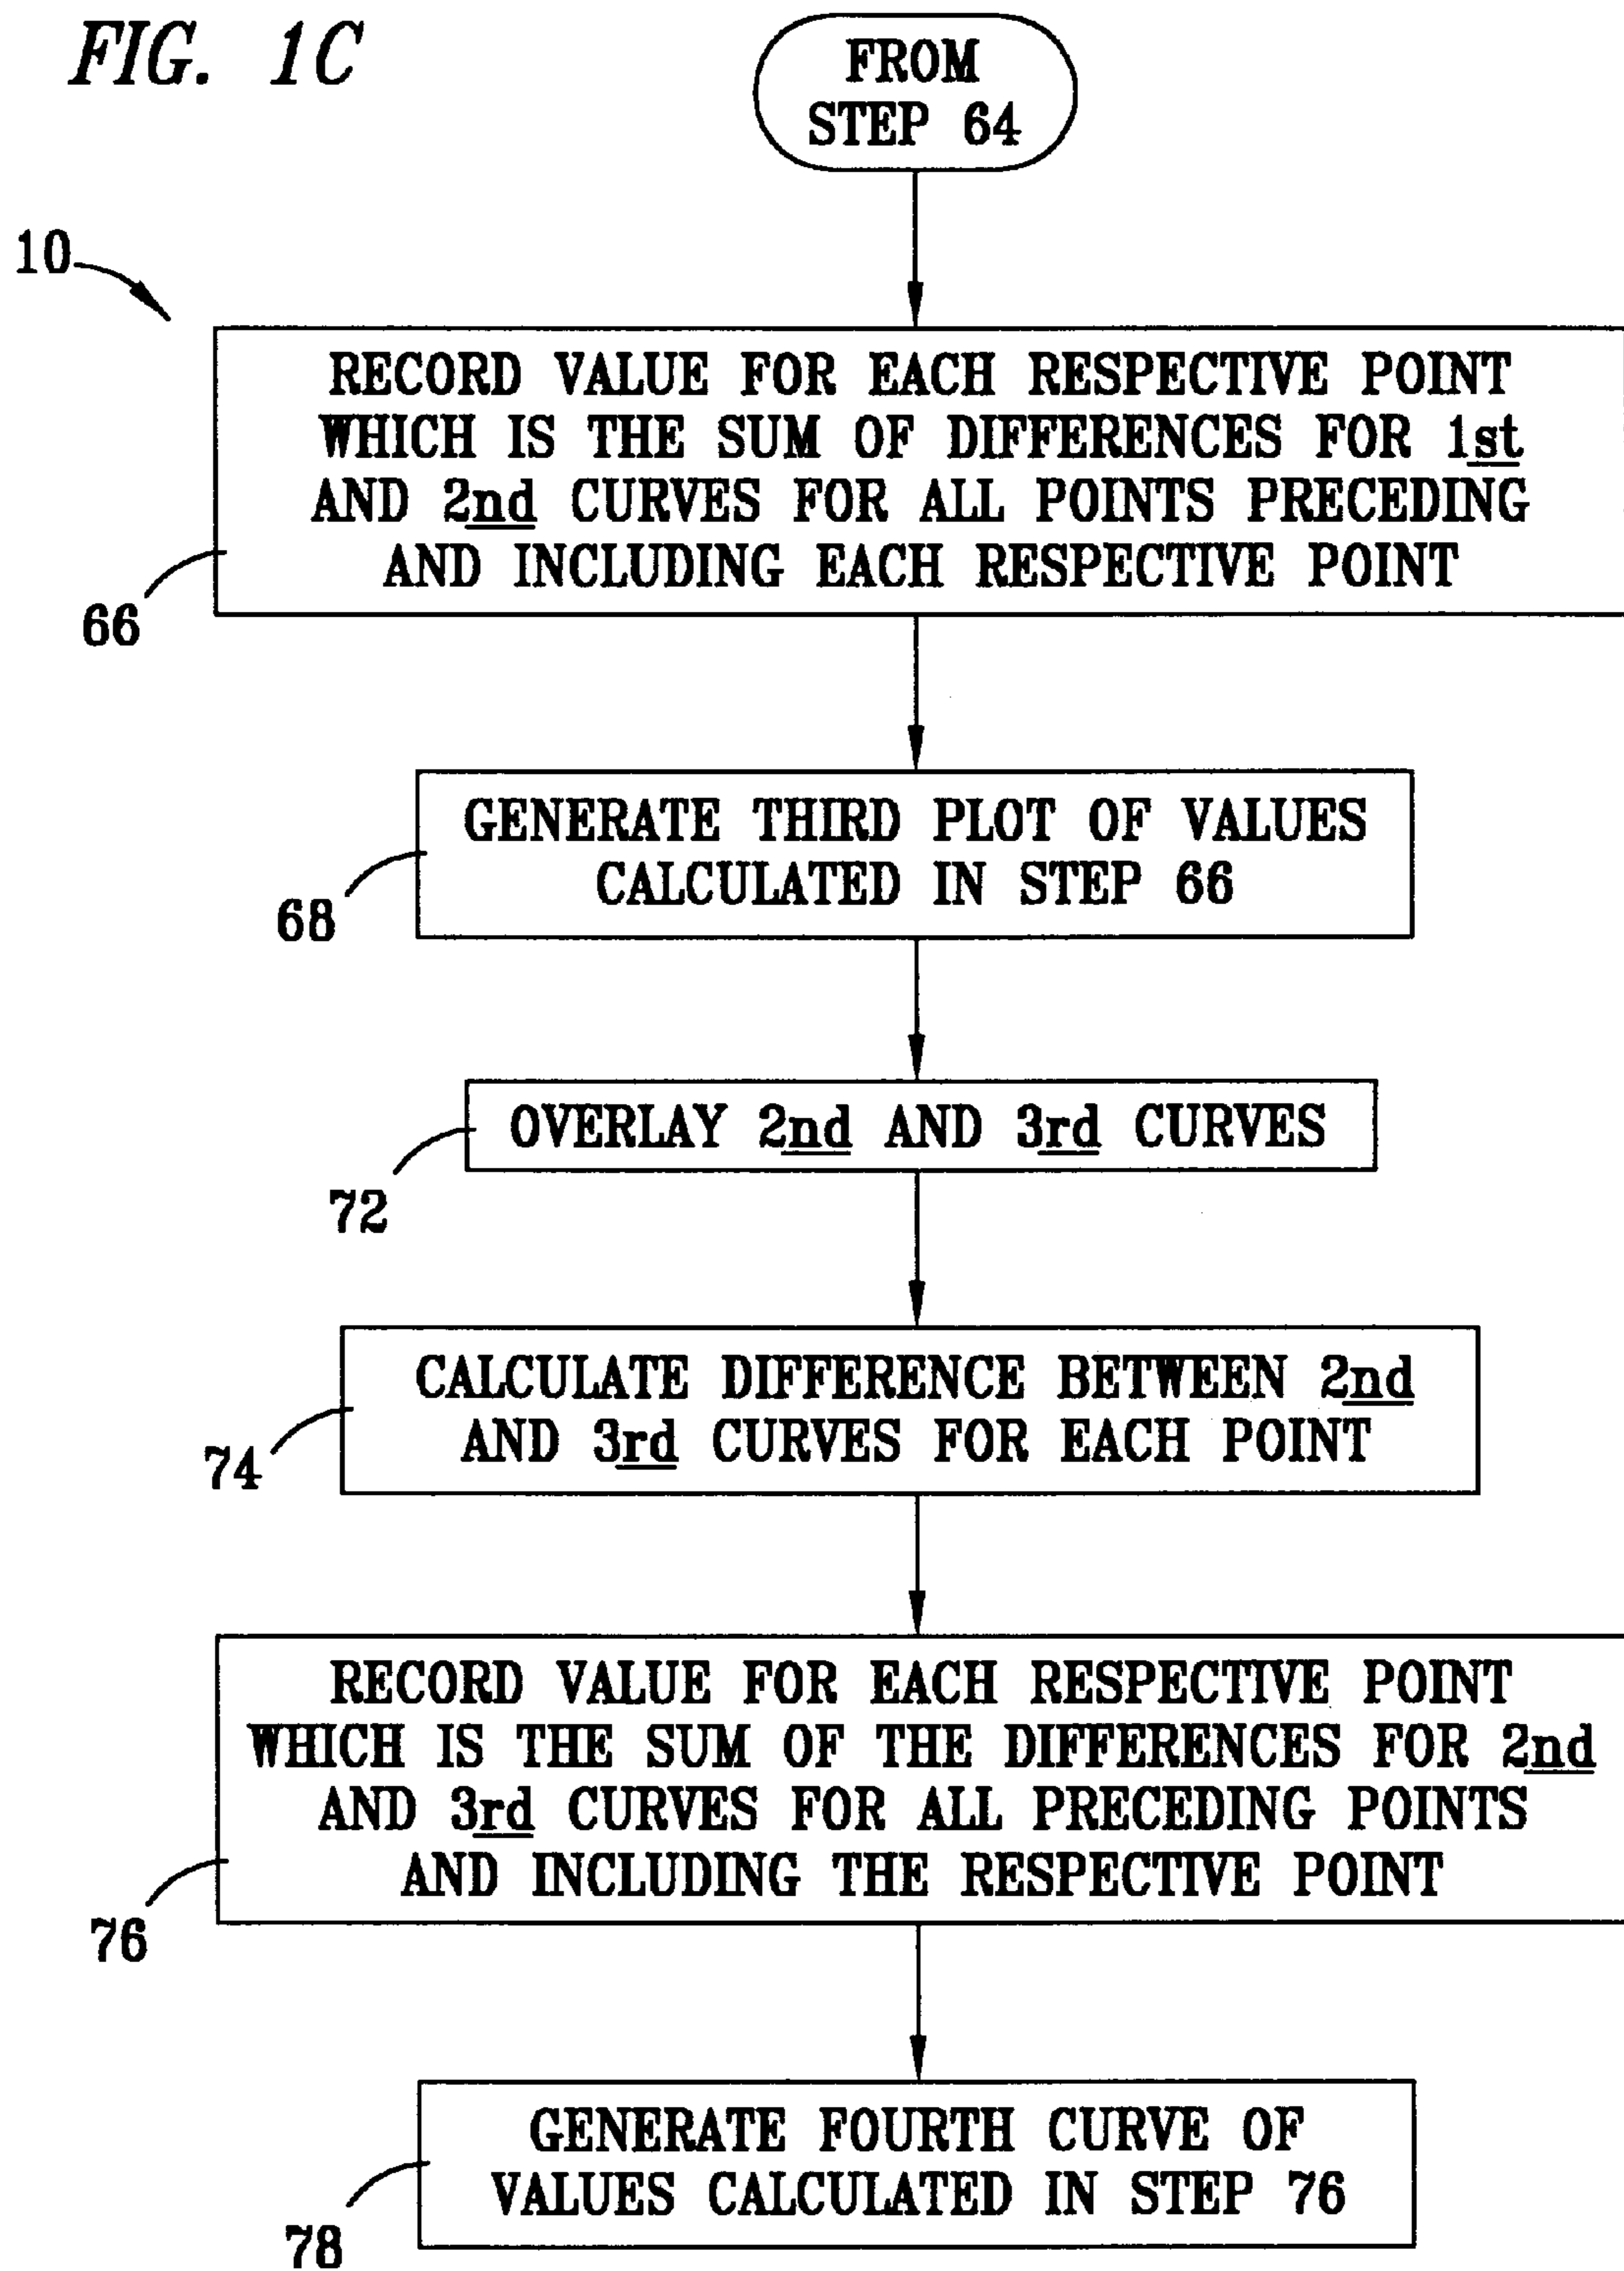 FIG. 1C
FROM
STEP 64
10
RECORD VALUE FOR EACH RESPECTIVE POINT
WHICH IS THE SUM OF DIFFERENCES FOR 1st
AND 2nd CURVES FOR ALL POINTS PRECEDING
AND INCLUDING EACH RESPECTIVE POINT
66
GENERATE THIRD PLOT OF VALUES
CALCULATED IN STEP 66
68
OVERLAY 2nd AND 3rd CURVES
72
CALCULATE DIFFERENCE BETWEEN 2nd
AND 3rd CURVES FOR EACH POINT
74
RECORD VALUE FOR EACH RESPECTIVE POINT
WHICH IS THE SUM OF THE DIFFERENCES FOR 2nd
AND 3rd CURVES FOR ALL PRECEDING POINTS
AND INCLUDING THE RESPECTIVE POINT
76
GENERATE FOURTH CURVE OF
VALUES CALCULATED IN STEP 76
78